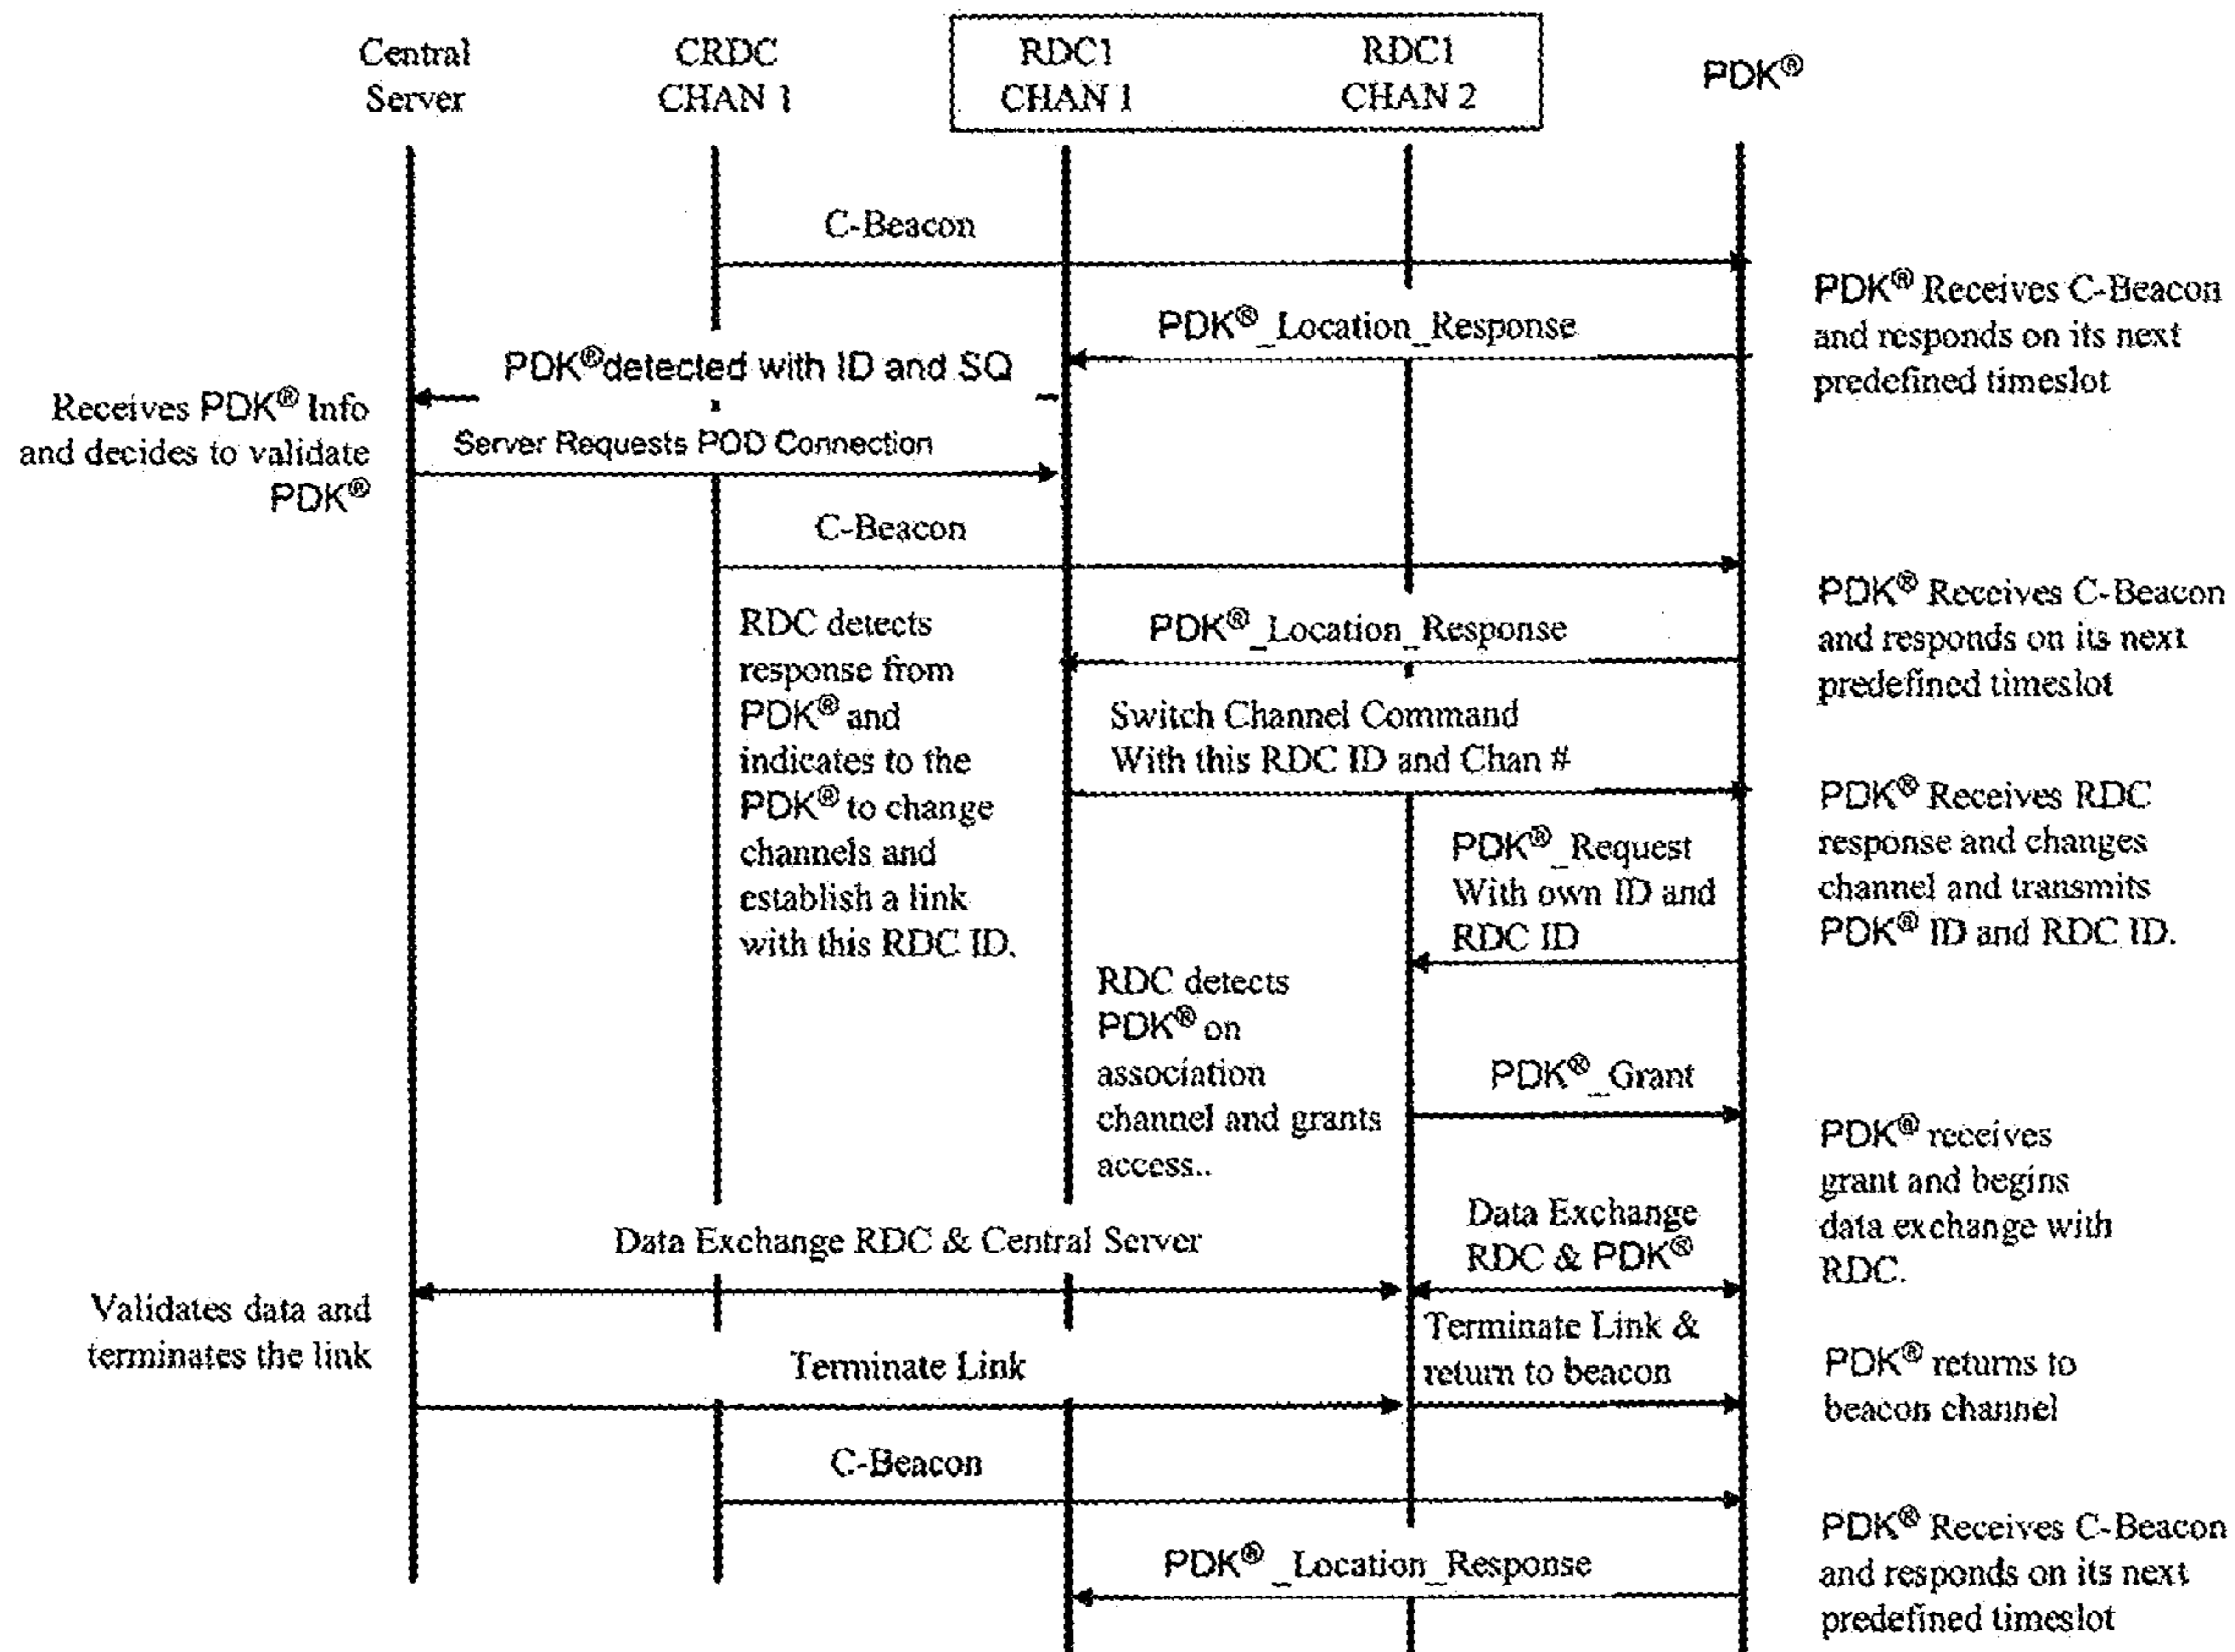 Central
Server
CRDC
CHAN 1
RDC1
CHAN 1
RDC1
CHAN 2
PDK®
C-Beacon
PDK® Receives C-Beacon
and responds on its next
predefined timeslot
PDK®_Location_Response
PDK®detected with ID and SQ
Receives PDK® Info
and decides to validate
PDK®
Server Requests POD Connection
C-Beacon
PDK® Receives C-Beacon
and responds on its next
predefined timeslot
RDC detects
response from
PDK® and
indicates to the
PDK® to change
channels and
establish a link
with this RDC ID.
PDK®_Location_Response
Switch Channel Command
With this RDC ID and Chan #
PDK® Receives RDC
response and changes
channel and transmits
PDK® ID and RDC ID.
PDK®_Request
With own ID and
RDC ID
RDC detects
PDK® on
association
channel and grants
access..
PDK®_Grant
PDK® receives
grant and begins
data exchange with
RDC.
Data Exchange RDC & Central Server
Data Exchange
RDC & PDK®
Validates data and
terminates the link
Terminate Link
Terminate Link &
return to beacon
PDK® returns to
beacon channel
C-Beacon
PDK® Receives C-Beacon
and responds on its next
predefined timeslot
PDK® _Location_Response